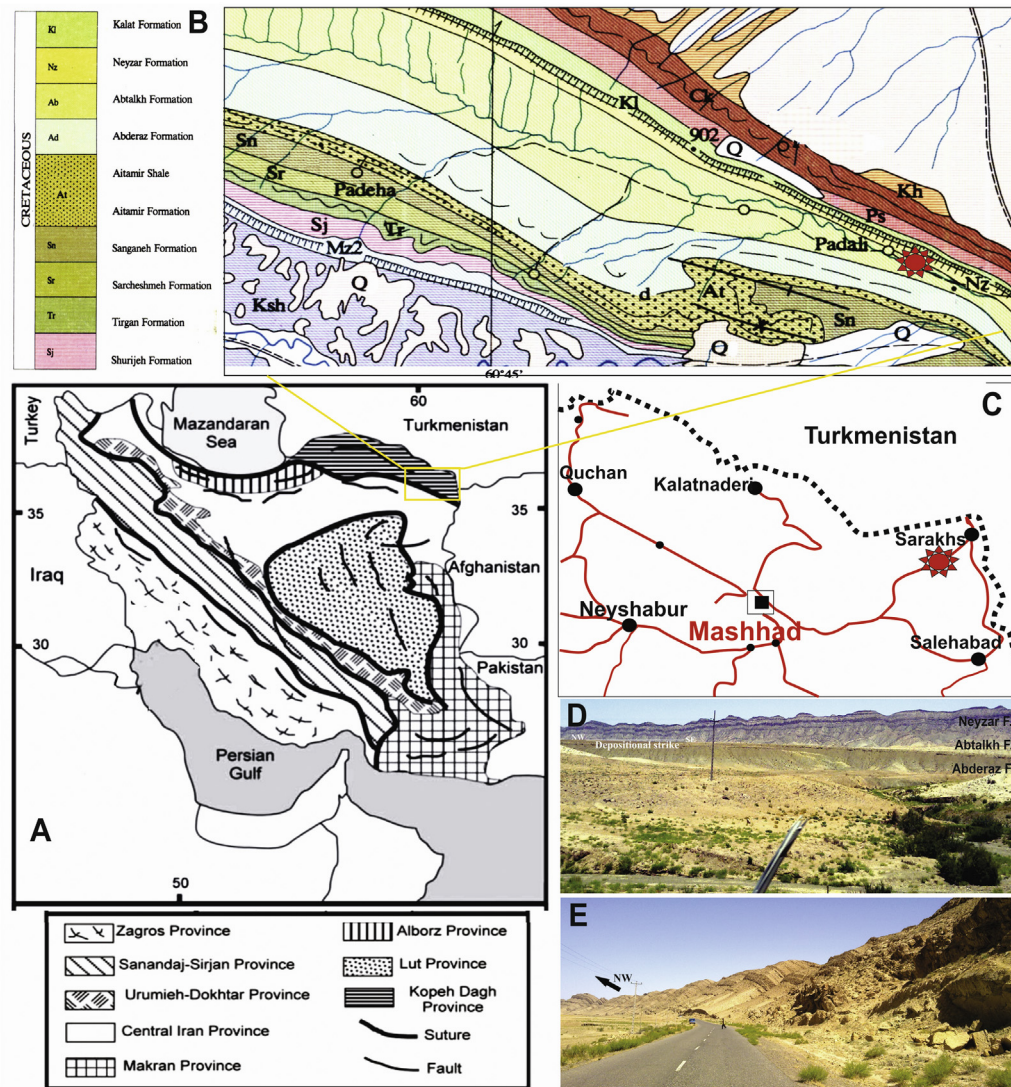 B
CRETACEOUS
Kl Kalat Formation
Nz Neyzar Formation
Ab Abtalkh Formation
Ad Abderaz Formation
At Aitamir Shale
Aitamir Formation
Sn Sanganeh Formation
Sr Sarcheshmeh Formation
Tr Tirgan Formation
Sj Shurijeh Formation
Kl
Ck
902
Q
Kh
Ps
Sn
Sr
Padeha
Sj
Tr
Mz2
Q
Ksh
Padali
Nz
d
At
Sn
Q
Q
60°45'
A
60
Turkey
Mazandaran
Sea
Turkmenistan
35
35
Iraq
Afghanistan
30
30
Pakistan
Persian
Gulf
50
Zagros Province
Sanandaj-Sirjan Province
Urumieh-Dokhtar Province
Central Iran Province
Makran Province
Alborz Province
Lut Province
Kopeh Dagh
Province
Suture
Fault
C
Turkmenistan
Quchan
Kalatnaderi
Sarakhs
Neyshabur
Mashhad
Salehabad
D
Neyzar F.
NW Depositional strike SE
Abtalkh F.
Abderaz F.
E
NW